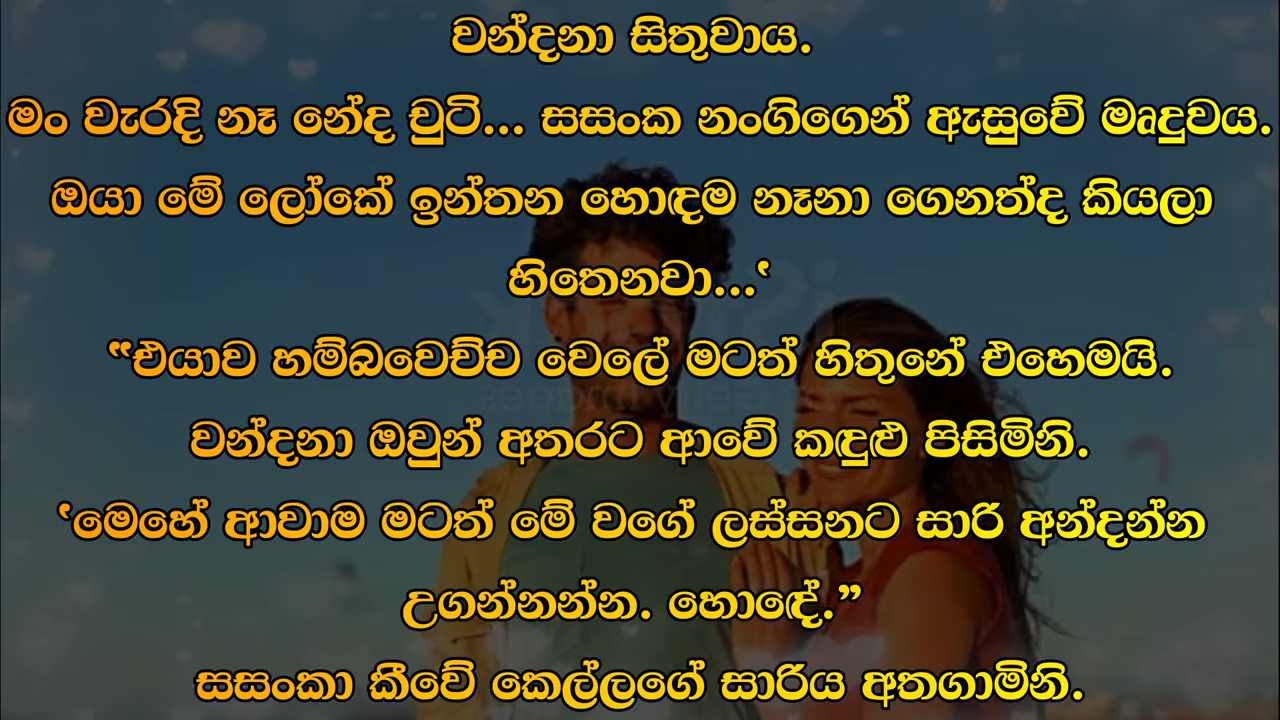 වන්දනා සිතුවාය.
මං වැරදි නෑ නේද චුටි... සසංක නංගිගෙන් ඇසුවේ මෘදුවය.
ඔයා මේ ලෝකේ ඉන්තන හොඳම නෑනා ගෙනත්ද කියලා
හිතෙනවා...‛
‟එයාව හම්බවෙච්ච වෙලේ මටත් හිතුනේ එහෙමයි.
වන්දනා ඔවුන් අතරට ආවේ කඳුළු පිසිමිනි.
‛මෙහේ ආවාම මටත් මේ වගේ ලස්සනට සාරි අන්දන්න
උගන්නන්න. හොඳේ.”
සසංකා කීවේ කෙල්ලගේ සාරිය අතගාමිනි.